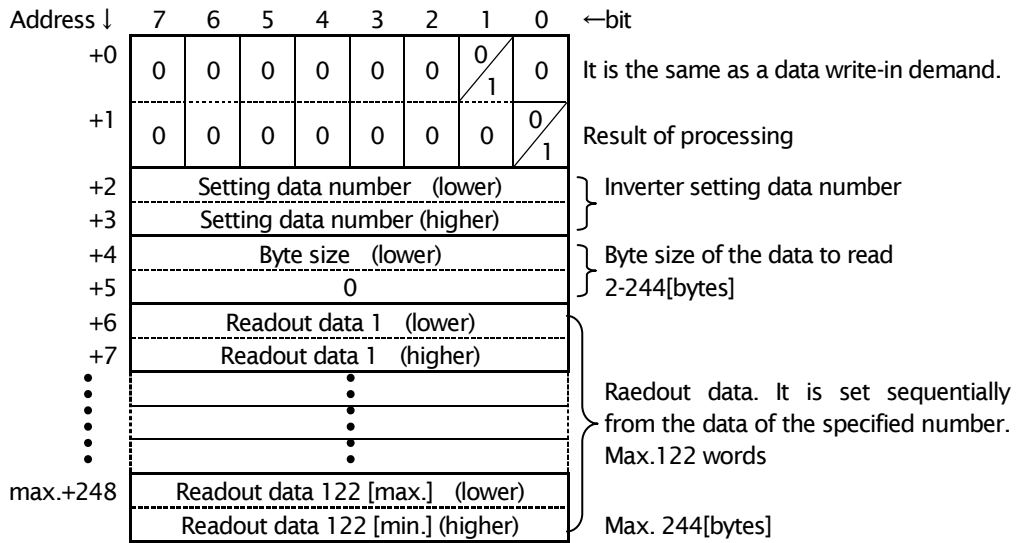 Address ↓ 7 6 5 4 3 2 1 0 ←bit
+0 0 0 0 0 0 0 0/1 0 It is the same as a data write-in demand.
+1 0 0 0 0 0 0 0 0/1 Result of processing
+2 Setting data number (lower) Inverter setting data number
+3 Setting data number (higher)
+4 Byte size (lower) Byte size of the data to read
+5 0 2-244[bytes]
+6 Readout data 1 (lower)
+7 Readout data 1 (higher)
Raedout data. It is set sequentially
from the data of the specified number.
Max.122 words
max.+248 Readout data 122 [max.] (lower)
Readout data 122 [min.] (higher) Max. 244[bytes]